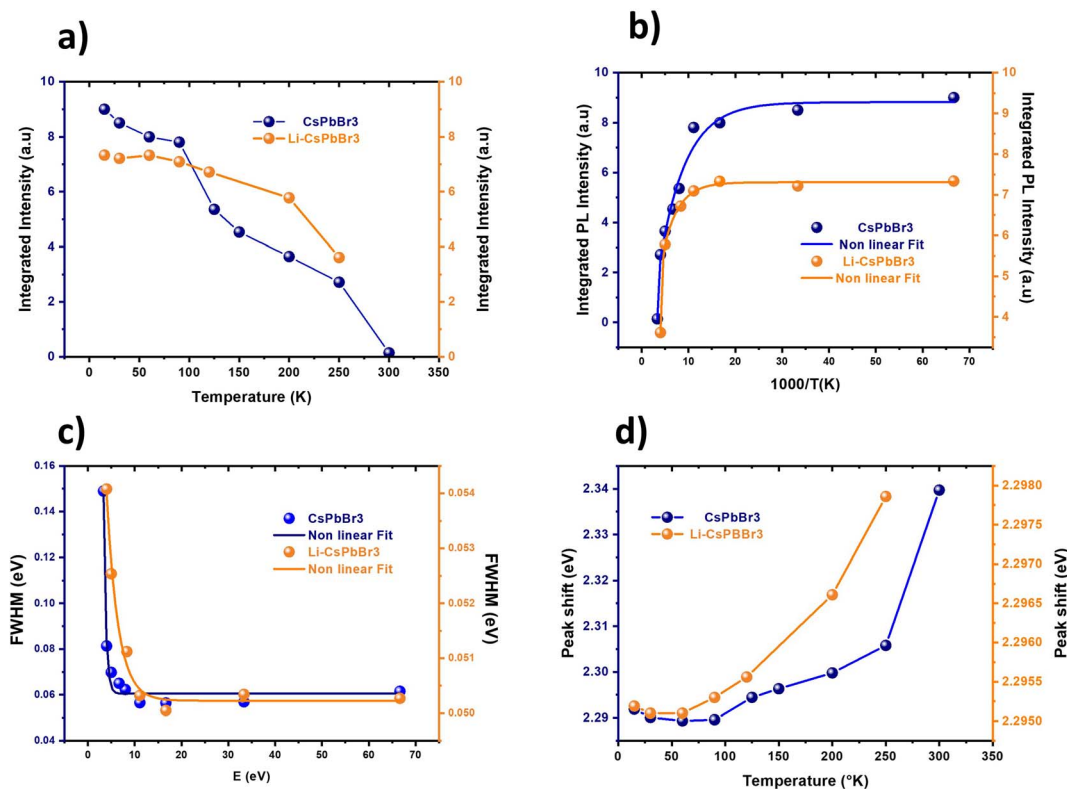 a)
10
9
8
7
6
5
4
3
2
1
0
Integrated Intensity (a.u)
CsPbBr3
Li-CsPbBr3
10
8
6
4
2
0
Integrated Intensity (a.u)
0 50 100 150 200 250 300 350
Temperature (K)
b)
10
8
6
4
2
0
Integrated PL Intensity (a.u)
CsPbBr3
Non linear Fit
Li-CsPbBr3
Non linear Fit
10
9
8
7
6
5
4
Integrated PL Intensity (a.u)
0 10 20 30 40 50 60 70
1000/T(K)
c)
0.16
0.14
0.12
0.10
0.08
0.06
0.04
FWHM (eV)
CsPbBr3
Non linear Fit
Li-CsPbBr3
Non linear Fit
0.054
0.053
0.052
0.051
0.050
FWHM (eV)
0 10 20 30 40 50 60 70
E (eV)
d)
2.34
2.33
2.32
2.31
2.30
2.29
Peak shift (eV)
CsPbBr3
Li-CsPBBr3
2.2980
2.2975
2.2970
2.2965
2.2960
2.2955
2.2950
Peak shift (eV)
0 50 100 150 200 250 300 350
Temperature (°K)